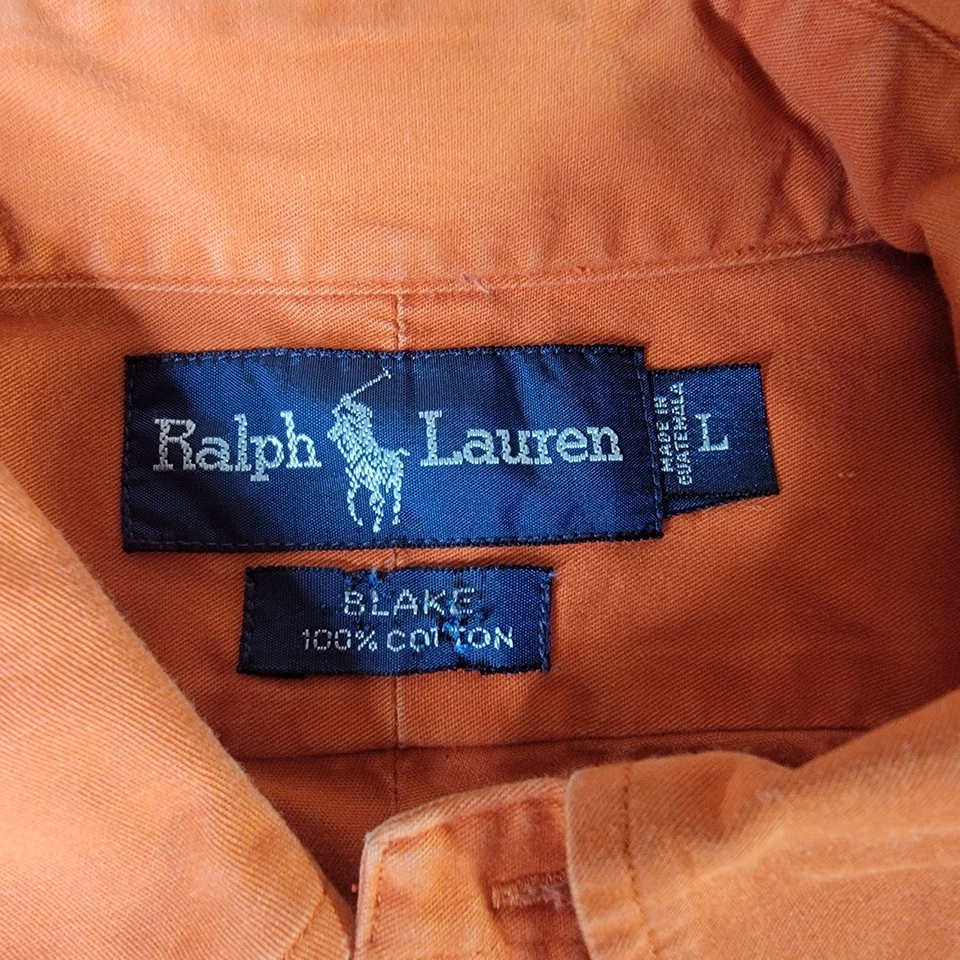 Ralph Lauren
MADE IN
GUATEMALA
L
BLAKE
100% COTTON